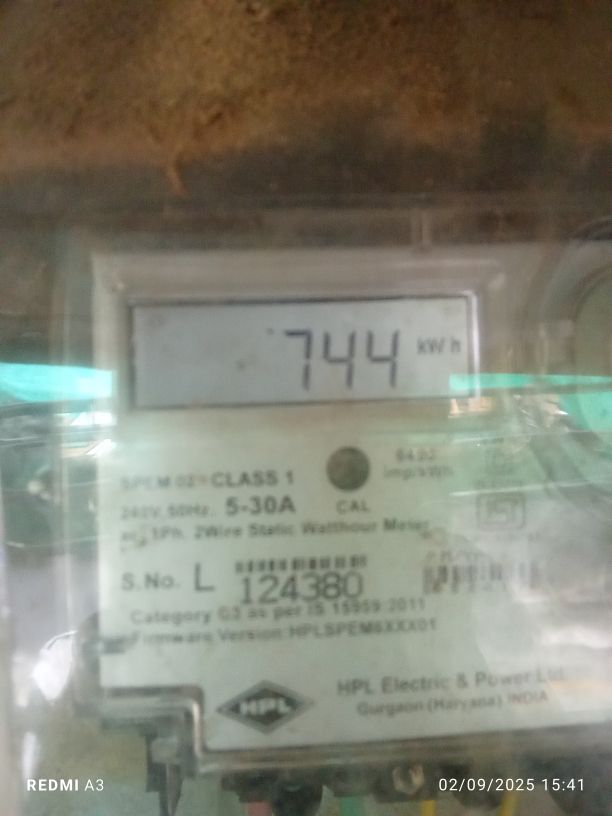 744 kWh
imp/kWh
SPEM 02 CLASS 1
240V, 50Hz, 5-30A
CAL
1Ph. 2Wire Static Watthour Meter
S.No. L 124380
Category G3 as per IS 15959:2011
Firmware Version:HPLSPEM6XXX01
HPL
HPL Electric & Power Ltd.
Gurgaon (Haryana) INDIA
REDMI A3
02/09/2025 15:41